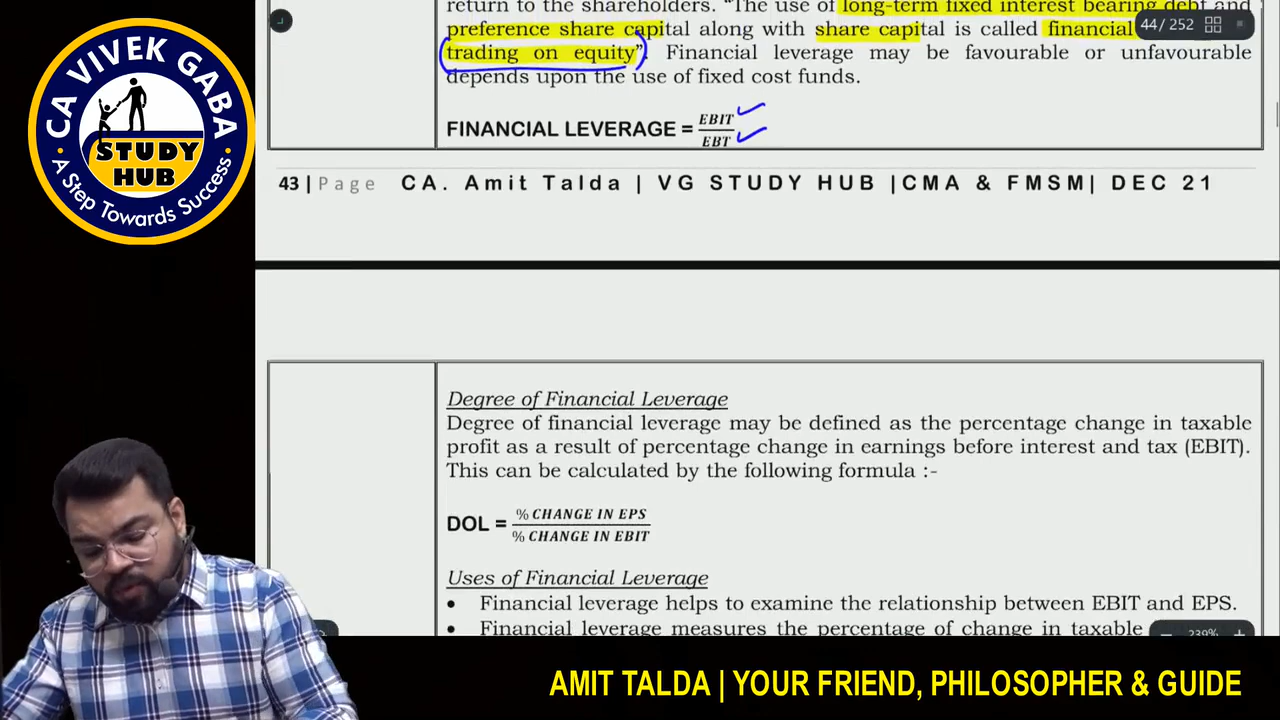 CA VIVEK GABA
STUDY
HUB
• A Step Towards Success •
return to the shareholders. "The use of long-term fixed interest bearing debt and
preference share capital along with share capital is called financial
trading on equity". Financial leverage may be favourable or unfavourable
depends upon the use of fixed cost funds.
44 / 252
FINANCIAL LEVERAGE = EBIT
EBT
43 | Page CA. Amit Talda | VG STUDY HUB |CMA & FMSM| DEC 21
Degree of Financial Leverage
Degree of financial leverage may be defined as the percentage change in taxable
profit as a result of percentage change in earnings before interest and tax (EBIT).
This can be calculated by the following formula :-
DOL = % CHANGE IN EPS
% CHANGE IN EBIT
Uses of Financial Leverage
• Financial leverage helps to examine the relationship between EBIT and EPS.
• Financial leverage measures the percentage of change in taxable
239%
AMIT TALDA | YOUR FRIEND, PHILOSOPHER & GUIDE